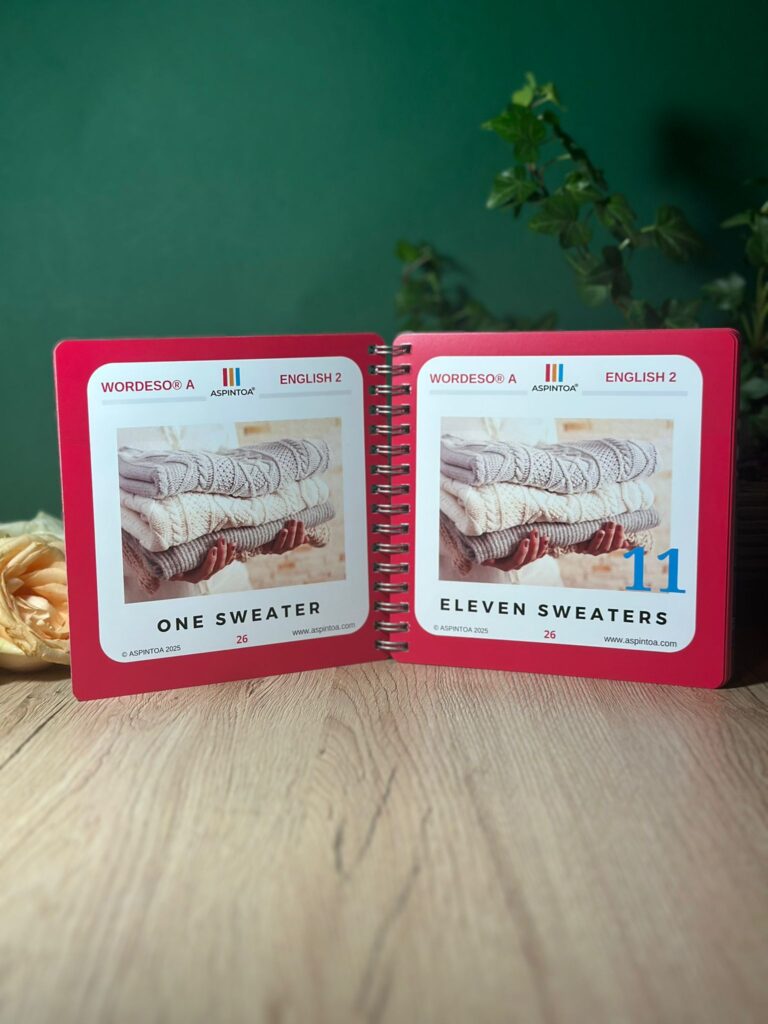 WORDESO® A
ASPINTOA®
ENGLISH 2
ONE SWEATER
© ASPINTOA 2025
26
www.aspintoa.com
WORDESO® A
ASPINTOA®
ENGLISH 2
11
ELEVEN SWEATERS
© ASPINTOA 2025
26
www.aspintoa.com